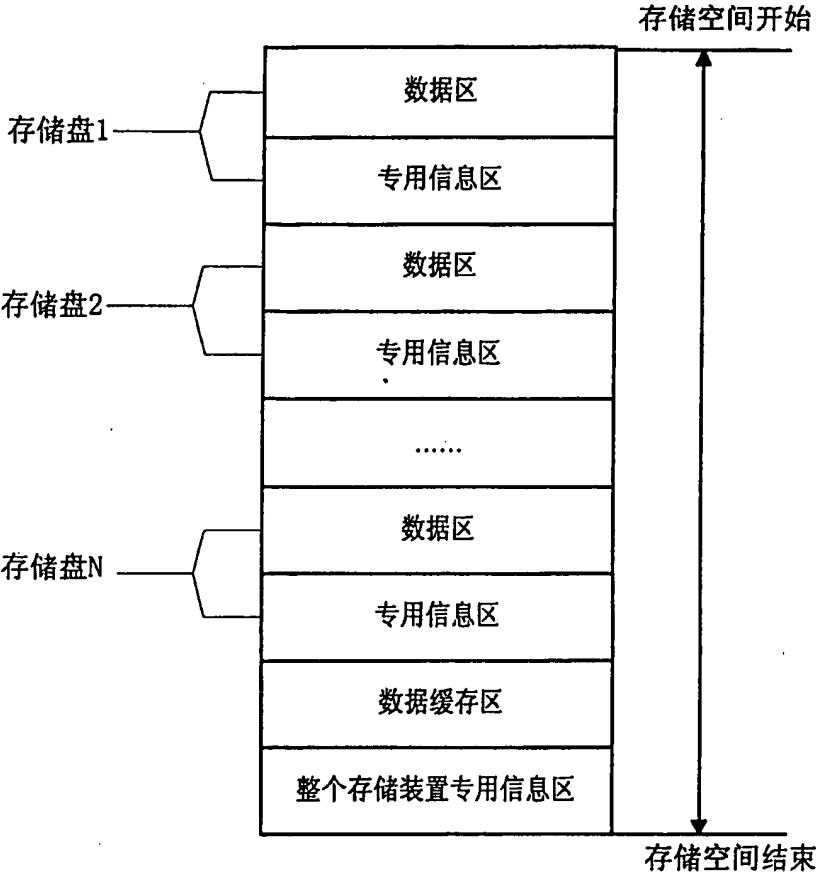 存储空间开始
数据区
存储盘1
专用信息区
数据区
存储盘2
专用信息区
……
数据区
存储盘N
专用信息区
数据缓存区
整个存储装置专用信息区
存储空间结束